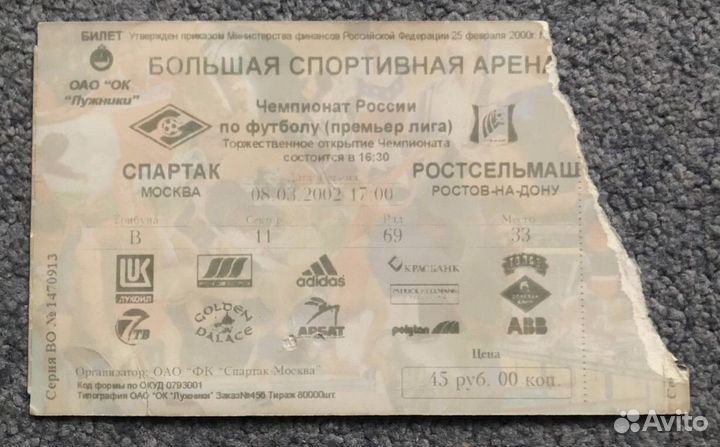 БИЛЕТ Утвержден приказом Министерства финансов Российской Федерации 25 февраля 2000г.
ОАО "ОК
"Лужники"
БОЛЬШАЯ СПОРТИВНАЯ АРЕНА
Чемпионат России
по футболу (премьер лига)
Торжественное открытие Чемпионата
состоится в 16:30
СПАРТАК
МОСКВА
РОСТСЕЛЬМАШ
РОСТОВ-НА-ДОНУ
08.03.2002 17:00
Трибуна Сектор Ряд Место
В 11 69 33
ЛУКОЙЛ
adidas
КРАСБАНК
7ТВ
GOLDEN PALACE
АРБАТ
polylon
ABB
Организатор: ОАО "ФК "Спартак-Москва"
Код формы по ОКУД 0793001
Типография ОАО "ОК "Лужники" Заказ№456 Тираж 80000шт.
Цена
45 руб. 00 коп.
Серия ВО № 1470913
Се
Avito